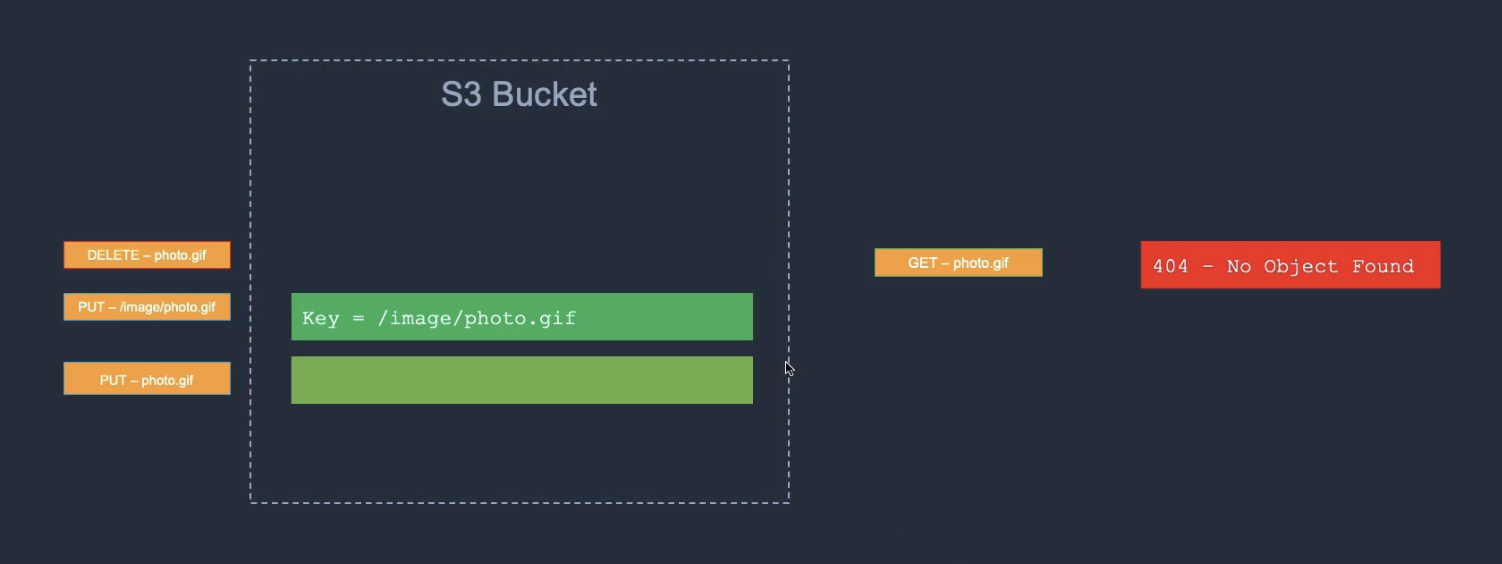 S3 Bucket
DELETE – photo.gif
PUT – /image/photo.gif
PUT – photo.gif
Key = /image/photo.gif
GET – photo.gif
404 – No Object Found